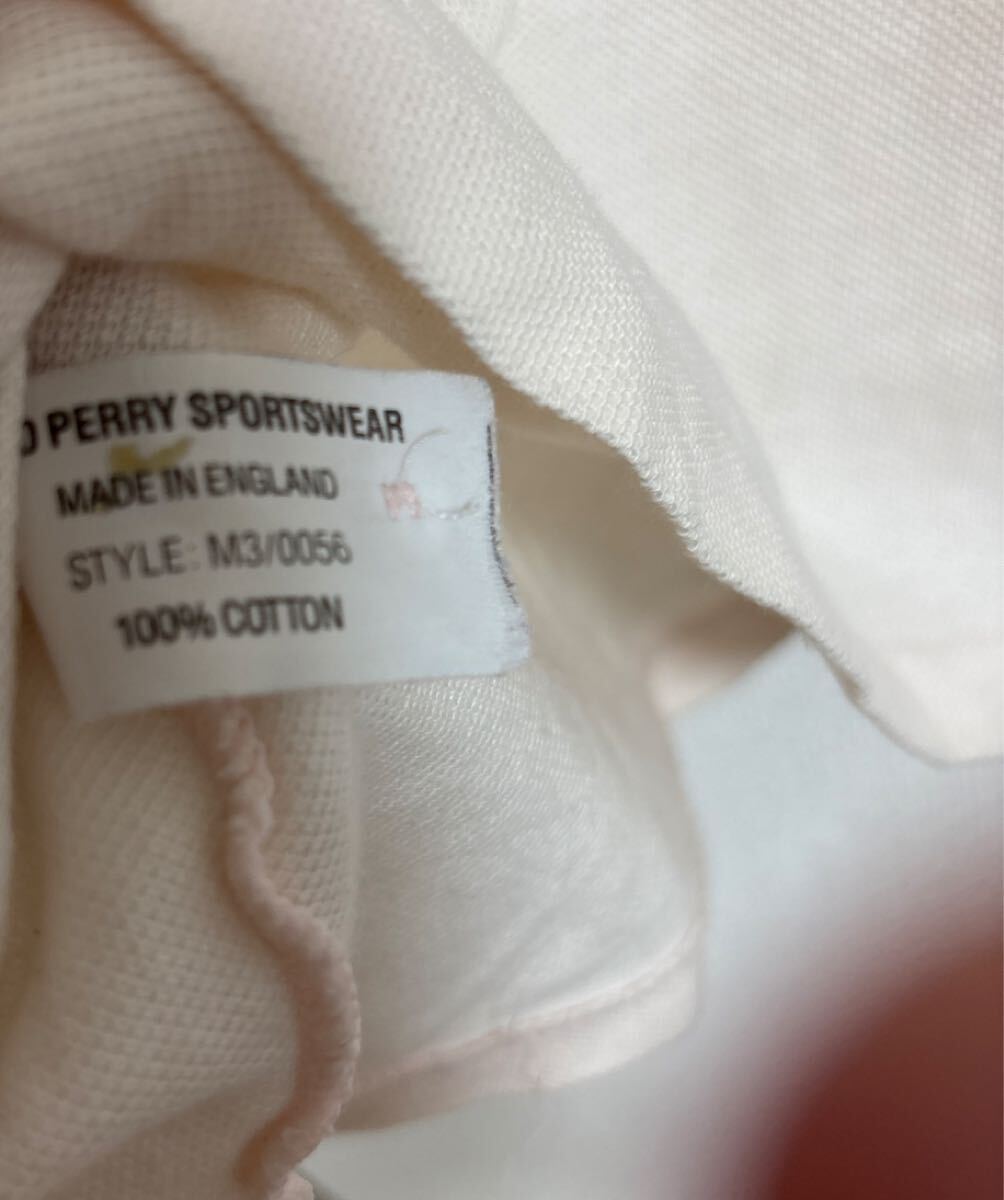 D PERRY SPORTSWEAR
MADE IN ENGLAND
STYLE: M3/0056
100% COTTON